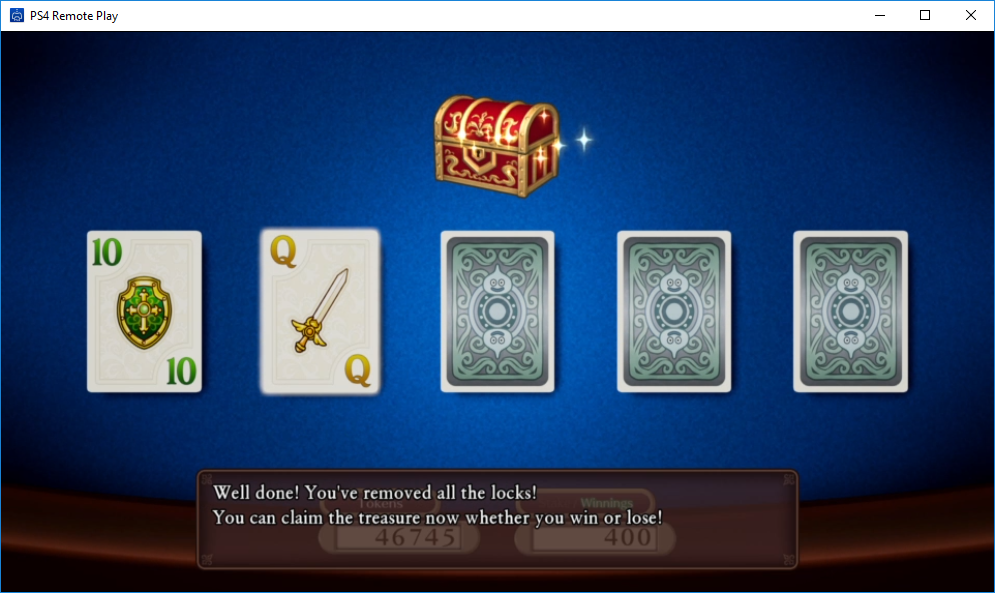 PS4 Remote Play
10
10
Q
Q
Well done! You've removed all the locks!
You can claim the treasure now whether you win or lose!
Tokens
Winnings
46745
400